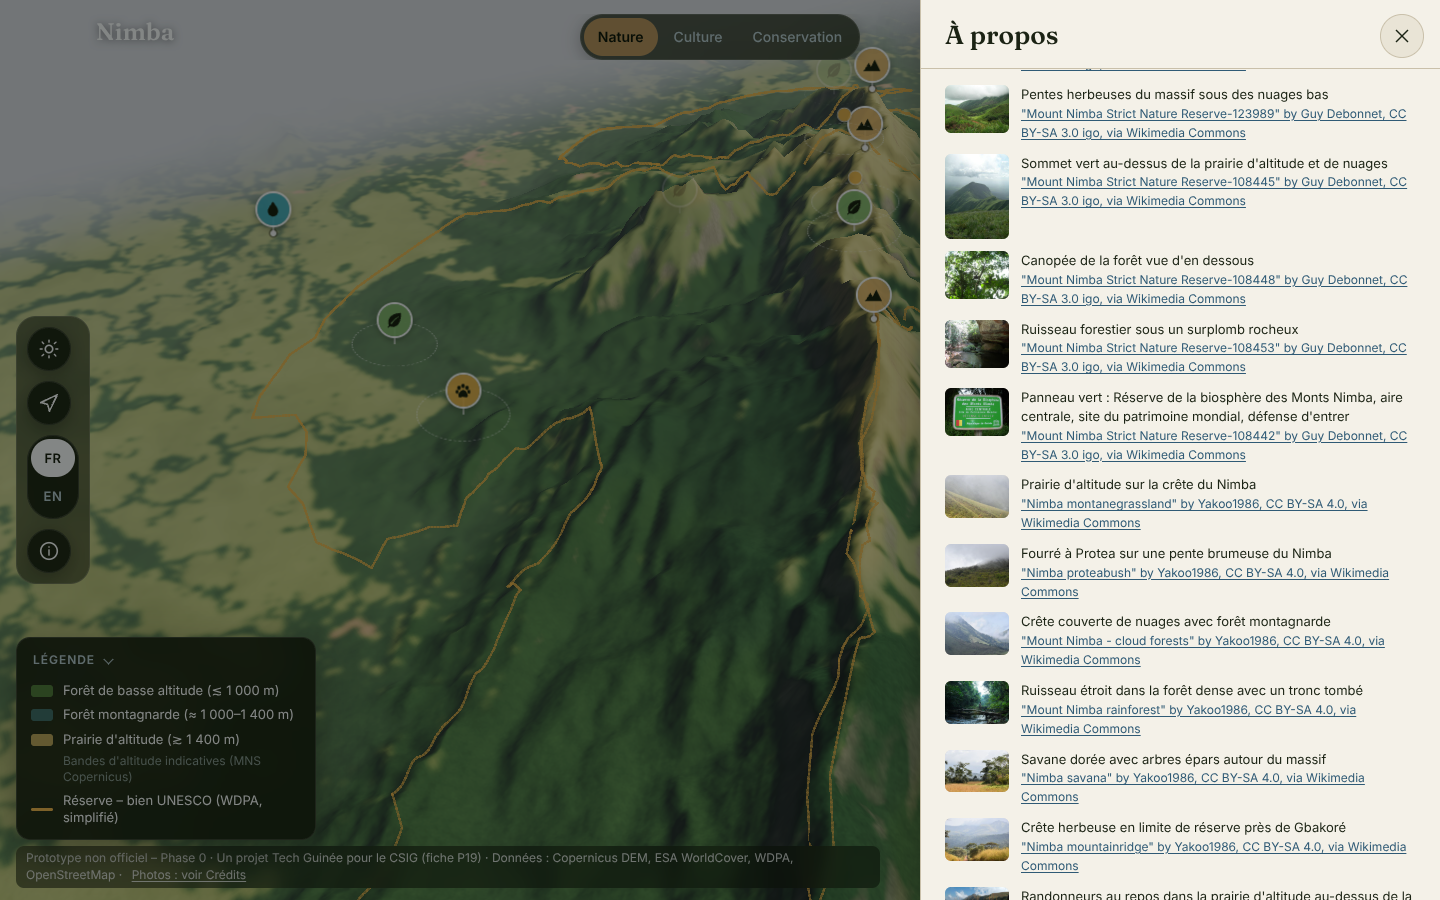 Nimba
Nature
Culture
Conservation
FR
EN
LÉGENDE
Forêt de basse altitude (≲ 1 000 m)
Forêt montagnarde (≈ 1 000–1 400 m)
Prairie d'altitude (≳ 1 400 m)
Bandes d'altitude indicatives (MNS
Copernicus)
Réserve – bien UNESCO (WDPA,
simplifié)
Prototype non officiel – Phase 0 · Un projet Tech Guinée pour le CSIG (fiche P19) · Données : Copernicus DEM, ESA WorldCover, WDPA,
OpenStreetMap · Photos : voir Crédits
À propos
Pentes herbeuses du massif sous des nuages bas
"Mount Nimba Strict Nature Reserve-123989" by Guy Debonnet, CC
BY-SA 3.0 igo, via Wikimedia Commons
Sommet vert au-dessus de la prairie d'altitude et de nuages
"Mount Nimba Strict Nature Reserve-108445" by Guy Debonnet, CC
BY-SA 3.0 igo, via Wikimedia Commons
Canopée de la forêt vue d'en dessous
"Mount Nimba Strict Nature Reserve-108448" by Guy Debonnet, CC
BY-SA 3.0 igo, via Wikimedia Commons
Ruisseau forestier sous un surplomb rocheux
"Mount Nimba Strict Nature Reserve-108453" by Guy Debonnet, CC
BY-SA 3.0 igo, via Wikimedia Commons
Panneau vert : Réserve de la biosphère des Monts Nimba, aire
centrale, site du patrimoine mondial, défense d'entrer
"Mount Nimba Strict Nature Reserve-108442" by Guy Debonnet, CC
BY-SA 3.0 igo, via Wikimedia Commons
Prairie d'altitude sur la crête du Nimba
"Nimba montanegrassland" by Yakoo1986, CC BY-SA 4.0, via
Wikimedia Commons
Fourré à Protea sur une pente brumeuse du Nimba
"Nimba proteabush" by Yakoo1986, CC BY-SA 4.0, via Wikimedia
Commons
Crête couverte de nuages avec forêt montagnarde
"Mount Nimba - cloud forests" by Yakoo1986, CC BY-SA 4.0, via
Wikimedia Commons
Ruisseau étroit dans la forêt dense avec un tronc tombé
"Mount Nimba rainforest" by Yakoo1986, CC BY-SA 4.0, via
Wikimedia Commons
Savane dorée avec arbres épars autour du massif
"Nimba savana" by Yakoo1986, CC BY-SA 4.0, via Wikimedia
Commons
Crête herbeuse en limite de réserve près de Gbakoré
"Nimba mountainridge" by Yakoo1986, CC BY-SA 4.0, via Wikimedia
Commons
Randonneurs au repos dans la prairie d'altitude au-dessus de la